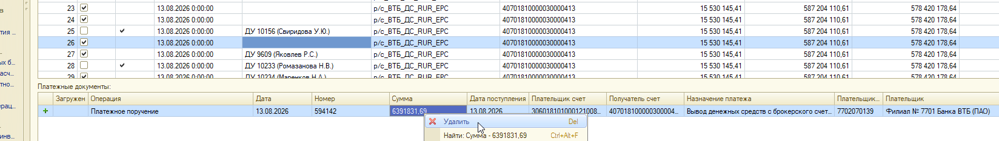 в
23 13.08.2026 0:00:00 р/с_ВТБ_ДС_RUR_EPC 40701810000030000413 15 530 145,41 587 204 110,61 578 420 178,64
24 13.08.2026 0:00:00 р/с_ВТБ_ДС_RUR_EPC 40701810000030000413 15 530 145,41 587 204 110,61 578 420 178,64
тия ...
25 13.08.2026 0:00:00 ДУ 10156 (Свиридова У.Ю.) р/с_ВТБ_ДС_RUR_EPC 40701810000030000413 15 530 145,41 587 204 110,61 578 420 178,64
26 13.08.2026 0:00:00 р/с_ВТБ_ДС_RUR_EPC 40701810000030000413 15 530 145,41 587 204 110,61 578 420 178,64
27 13.08.2026 0:00:00 ДУ 9609 (Яковлев Р.С.) р/с_ВТБ_ДС_RUR_EPC 40701810000030000413 15 530 145,41 587 204 110,61 578 420 178,64
ых б...
28 13.08.2026 0:00:00 ДУ 10233 (Ромазанова Н.В.) р/с_ВТБ_ДС_RUR_EPC 40701810000030000413 15 530 145,41 587 204 110,61 578 420 178,64
асч...
29 13.08.2026 0:00:00 ДУ 10234 (Маренков Н.А.) р/с_ВТБ_ДС_RUR_EPC 40701810000030000413 15 530 145,41 587 204 110,61 578 420 178,64
тно...
Платежные документы:
Загружен Операция Дата Номер Сумма Дата поступления Плательщик счет Получатель счет Назначение платежа Плательщик... Плательщик
ерац...
Платежное поручение 13.08.2026 594142 6391831,69 13.08.2026 306018101000121008... 407018100000300004... Вывод денежных средств с брокерского счет... 7702070139 Филиал № 7701 Банка ВТБ (ПАО)
Удалить Del
инв...
Найти: Сумма - 6391831,69 Ctrl+Alt+F